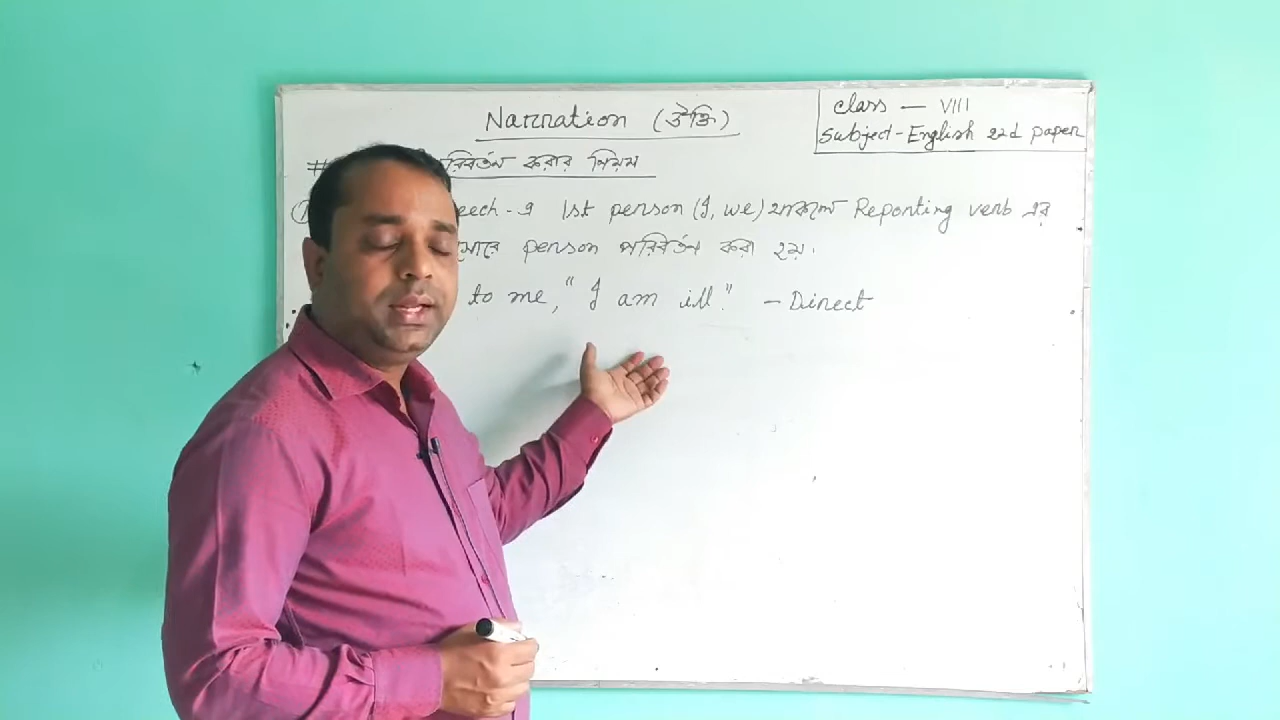 Narration (উক্তি)
Class — VIII
Subject-English 2nd paper
# রিবর্তন করার নিয়ম
eech-এ 1st person (I, we) থাকলে Reporting verb এর
সারে person পরিবর্তন করা হয়।
to me, "I am ill." – Direct